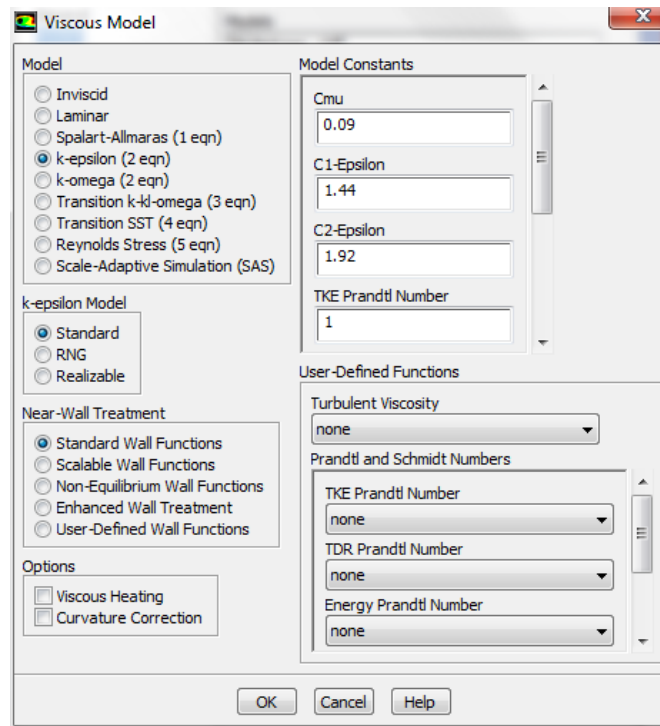 Viscous Model
Model
Inviscid
Laminar
Spalart-Allmaras (1 eqn)
k-epsilon (2 eqn)
k-omega (2 eqn)
Transition k-kl-omega (3 eqn)
Transition SST (4 eqn)
Reynolds Stress (5 eqn)
Scale-Adaptive Simulation (SAS)
k-epsilon Model
Standard
RNG
Realizable
Near-Wall Treatment
Standard Wall Functions
Scalable Wall Functions
Non-Equilibrium Wall Functions
Enhanced Wall Treatment
User-Defined Wall Functions
Options
Viscous Heating
Curvature Correction
Model Constants
Cmu
0.09
C1-Epsilon
1.44
C2-Epsilon
1.92
TKE Prandtl Number
1
User-Defined Functions
Turbulent Viscosity
none
Prandtl and Schmidt Numbers
TKE Prandtl Number
none
TDR Prandtl Number
none
Energy Prandtl Number
none
OK
Cancel
Help